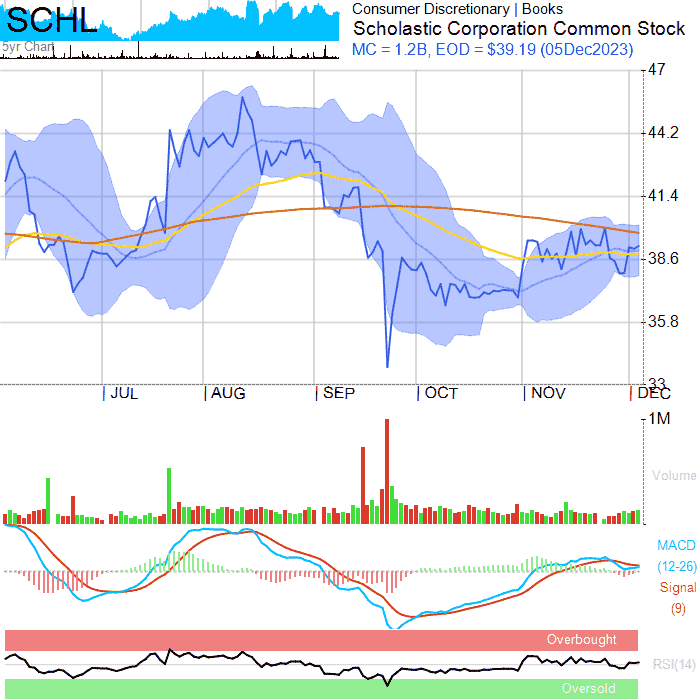 SCHL
5yr Chart
Consumer Discretionary | Books
Scholastic Corporation Common Stock
MC = 1.2B, EOD = $39.19 (05Dec2023)
47
44.2
41.4
38.6
35.8
33
JUL AUG SEP OCT NOV DEC
1M
Volume
MACD
(12-26)
Signal
(9)
Overbought
RSI(14)
Oversold